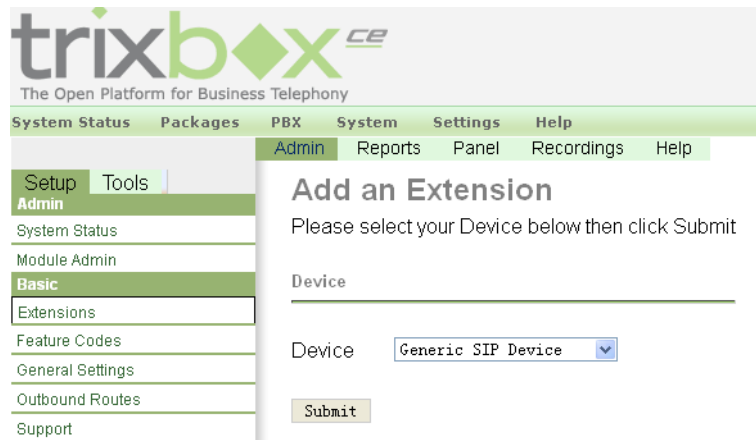 trixbox ce
The Open Platform for Business Telephony
System Status Packages PBX System Settings Help
Admin Reports Panel Recordings Help
Setup Tools
Admin
System Status
Module Admin
Basic
Extensions
Feature Codes
General Settings
Outbound Routes
Support
Add an Extension
Please select your Device below then click Submit
Device
Device Generic SIP Device
Submit